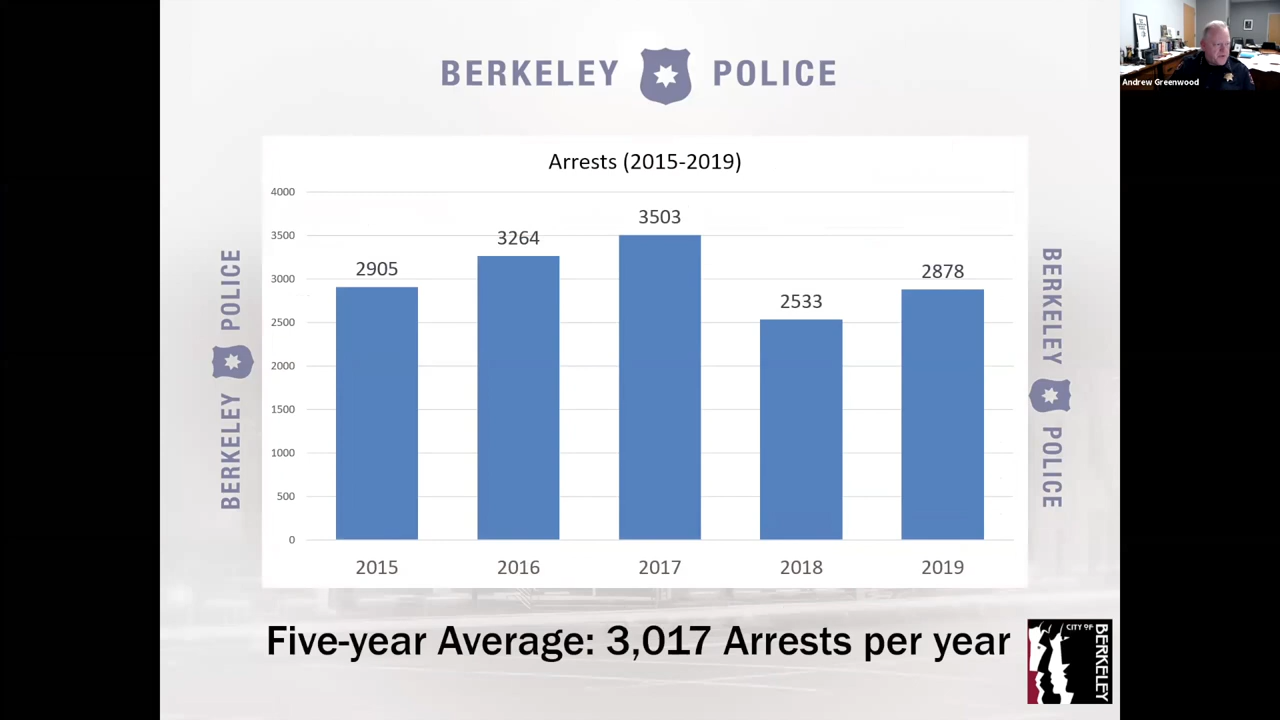 BERKELEY POLICE
Andrew Greenwood
Arrests (2015-2019)
4000
3500
3000
2500
2000
1500
1000
500
0
2905
3264
3503
2533
2878
2015 2016 2017 2018 2019
BERKELEY POLICE
BERKELEY POLICE
Five-year Average: 3,017 Arrests per year
CITY OF
BERKELEY